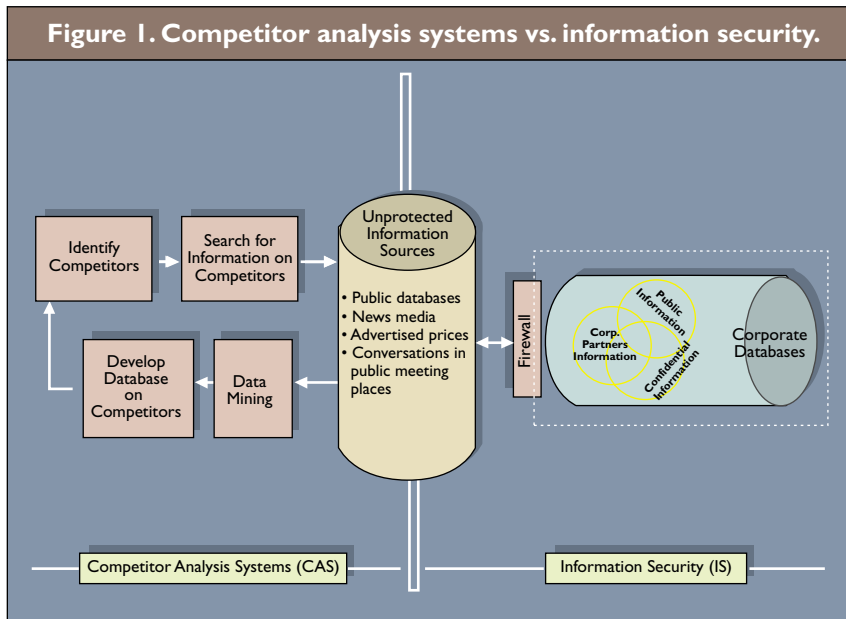 Figure 1. Competitor analysis systems vs. information security.
Identify
Competitors
Search for
Information on
Competitors
Unprotected
Information
Sources
• Public databases
• News media
• Advertised prices
• Conversations in
public meeting
places
Develop
Database
on
Competitors
Data
Mining
Firewall
Public
Information
Corp.
Partners
Information
Confidential
Information
Corporate
Databases
Competitor Analysis Systems (CAS)
Information Security (IS)